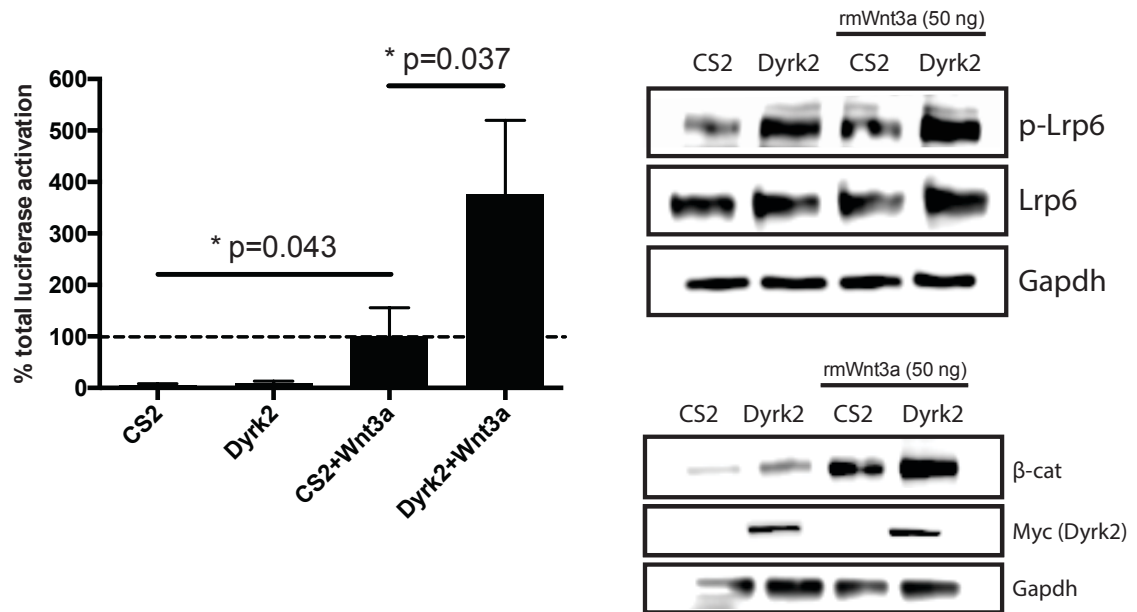 * p=0.037
* p=0.043
% total luciferase activation
600
500
400
300
200
100
0
CS2
Dyrk2
CS2+Wnt3a
Dyrk2+Wnt3a
rmWnt3a (50 ng)
CS2 Dyrk2 CS2 Dyrk2
p-Lrp6
Lrp6
Gapdh
rmWnt3a (50 ng)
CS2 Dyrk2 CS2 Dyrk2
β-cat
Myc (Dyrk2)
Gapdh